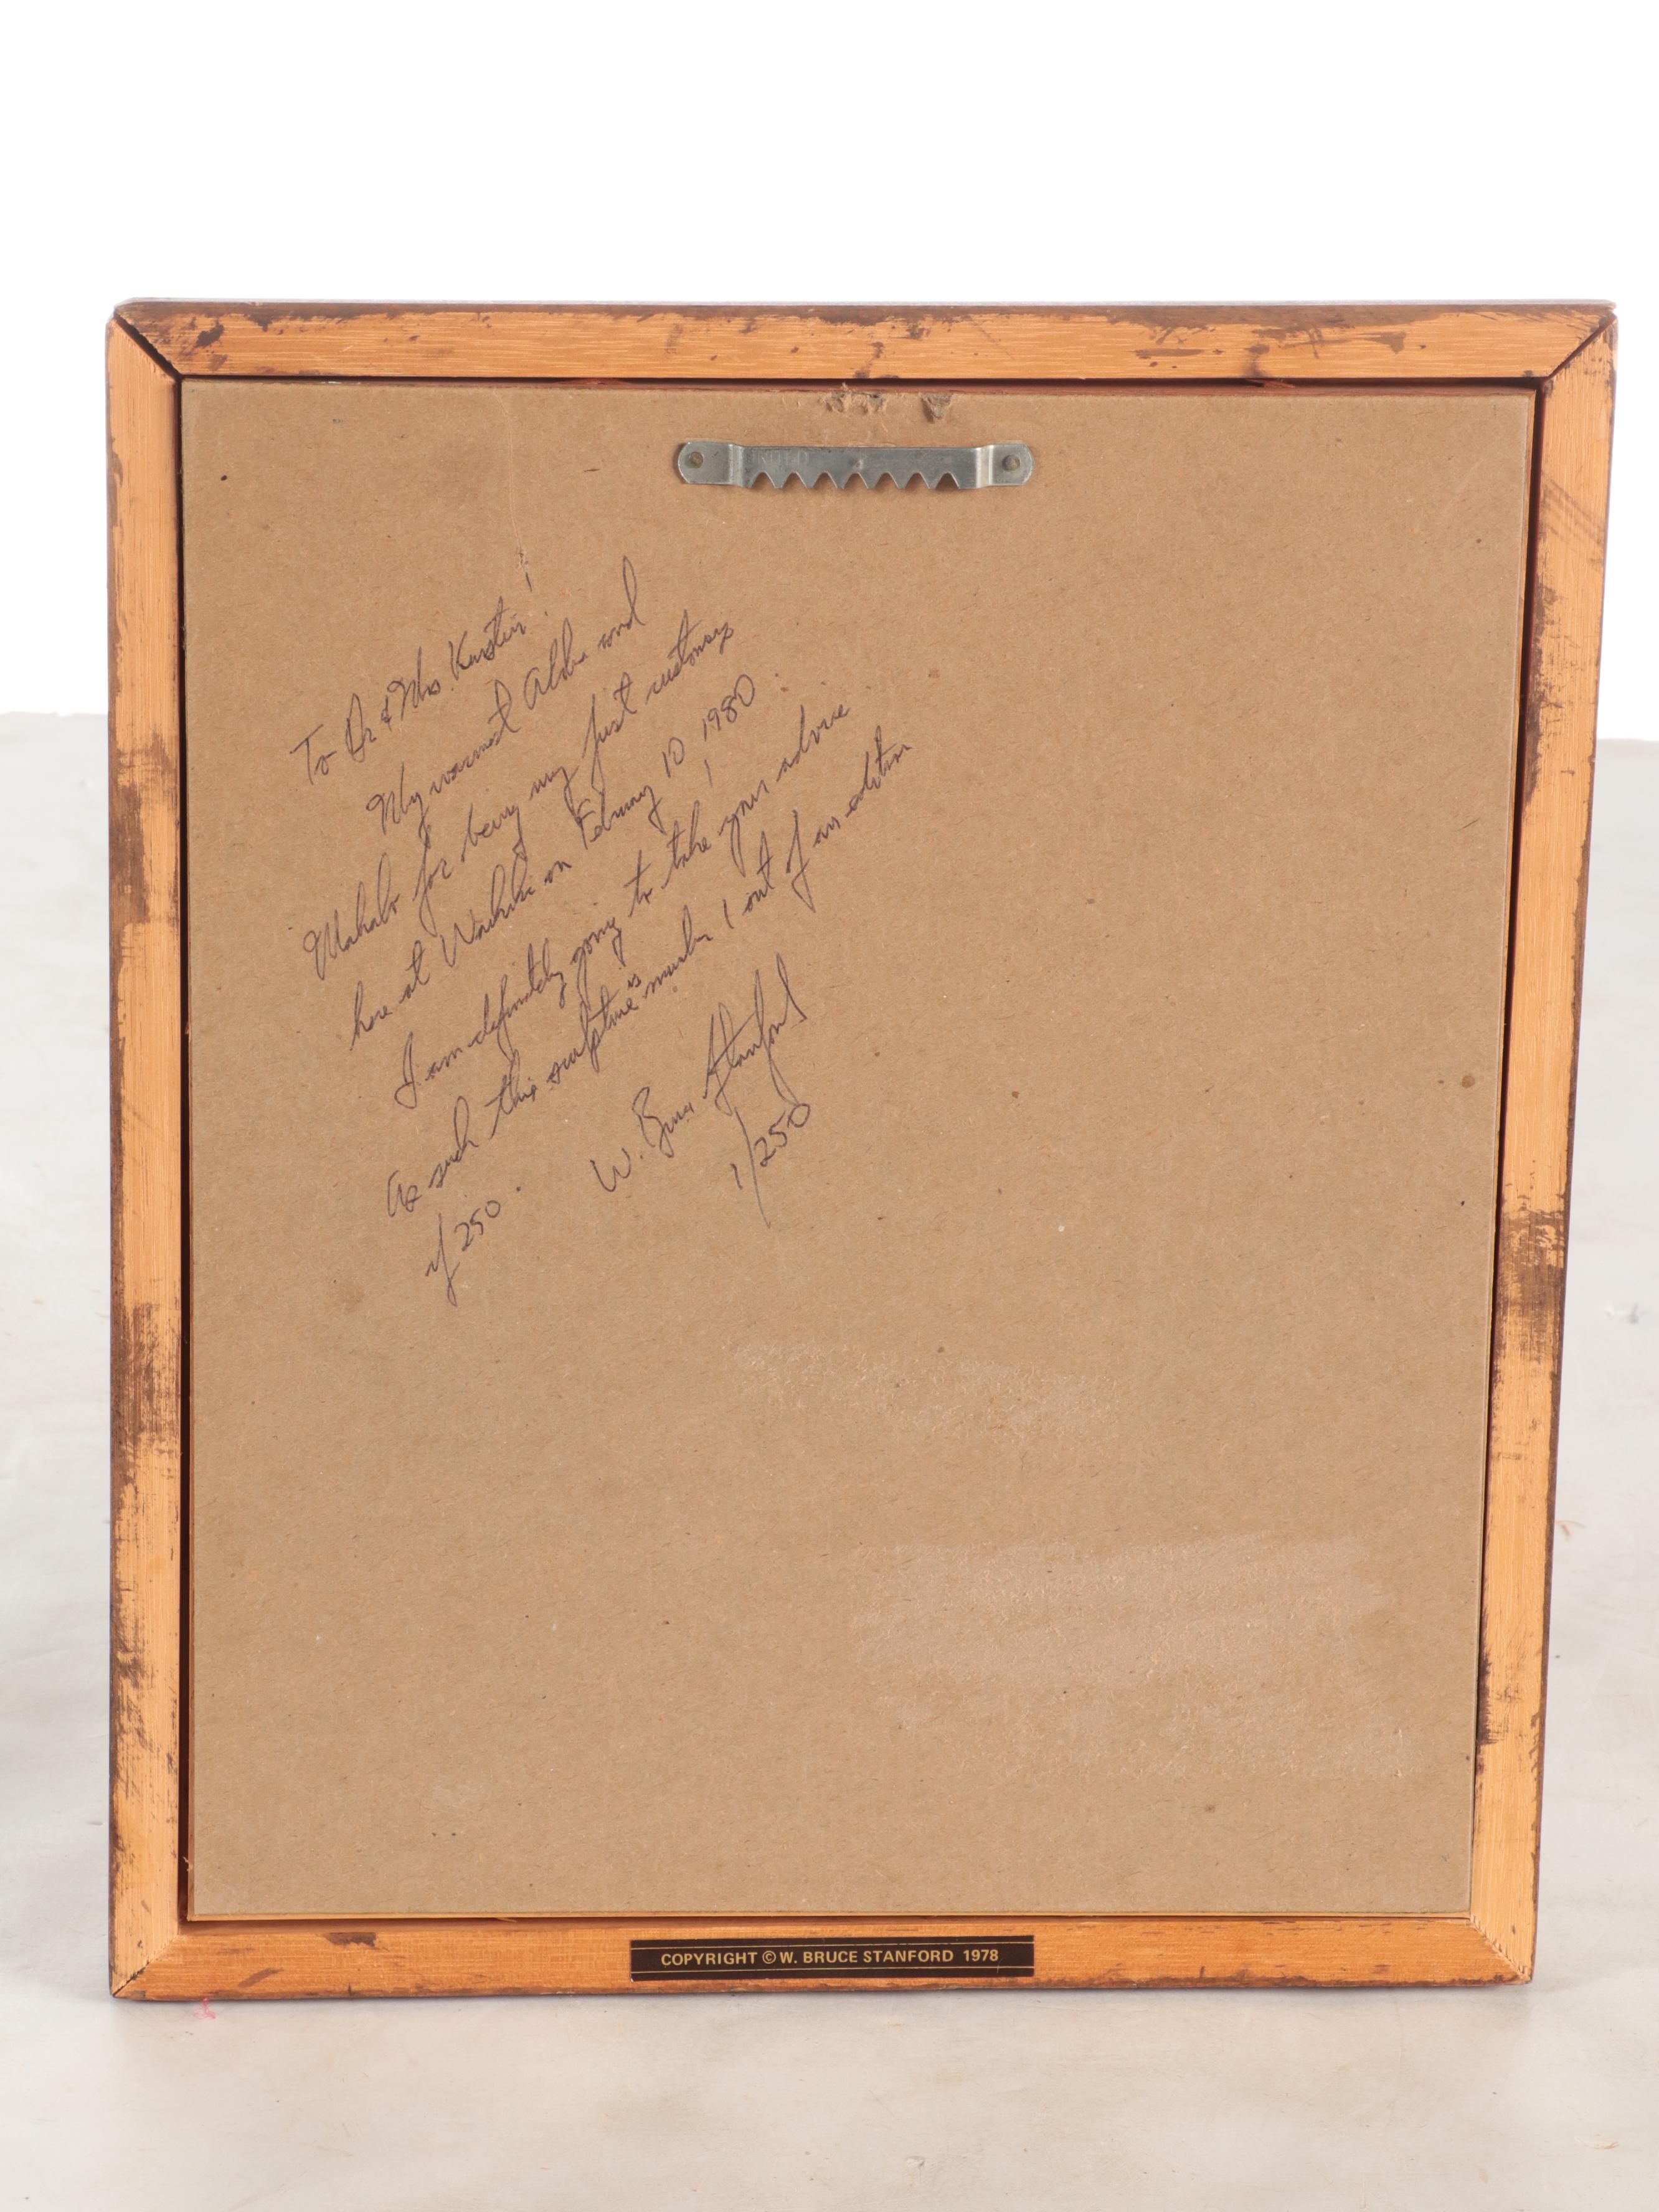 To Dr & Mrs. Kerstein!
My warmest Aloha and
Mahalo for being my first customers
here at Waikiki on February 10, 1980.
I am definitely going to take your advice!
As such this sculpture is number 1 out of an edition
of 250.
W. Bruce Stanford
1/250
COPYRIGHT © W. BRUCE STANFORD 1978